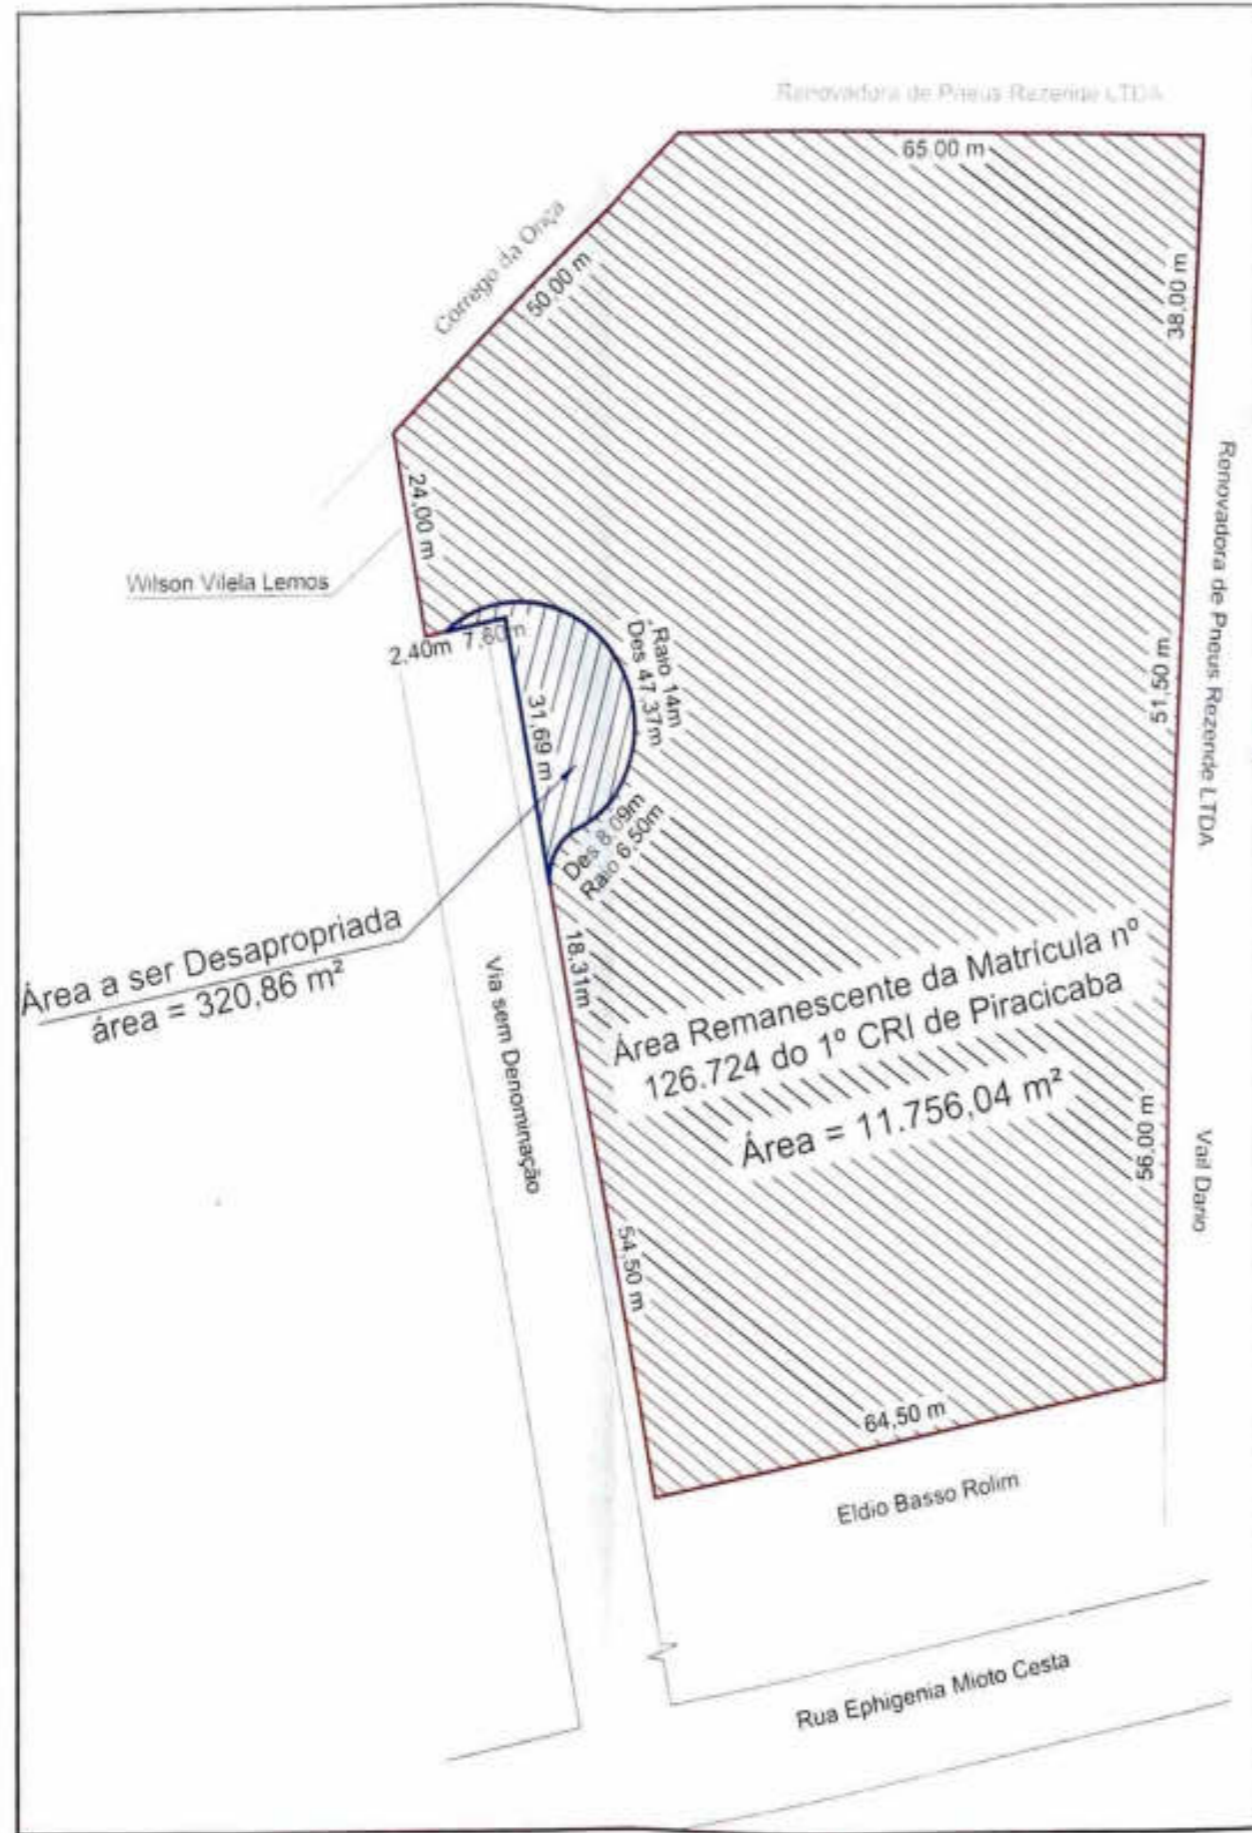 Renovadora de Pneus Rezende LTDA
65.00 m
Corrego da Onça
50,00 m
38,00 m
24,00 m
Renovadora de Pneus Rezende LTDA
Wilson Vilela Lemos
2,40m
7,60m
Raio 14m
Des 47,37m
31,69 m
51,50 m
Des 8,09m
Raio 6,50m
Área a ser Desapropriada
área = 320,86 m²
18.31m
Via sem Denominação
Área Remanescente da Matrícula nº
126.724 do 1º CRI de Piracicaba
Área = 11.756,04 m²
56,00 m
Vail Dario
54,50 m
64,50 m
Eldio Basso Rolim
Rua Ephigenia Mioto Cesta